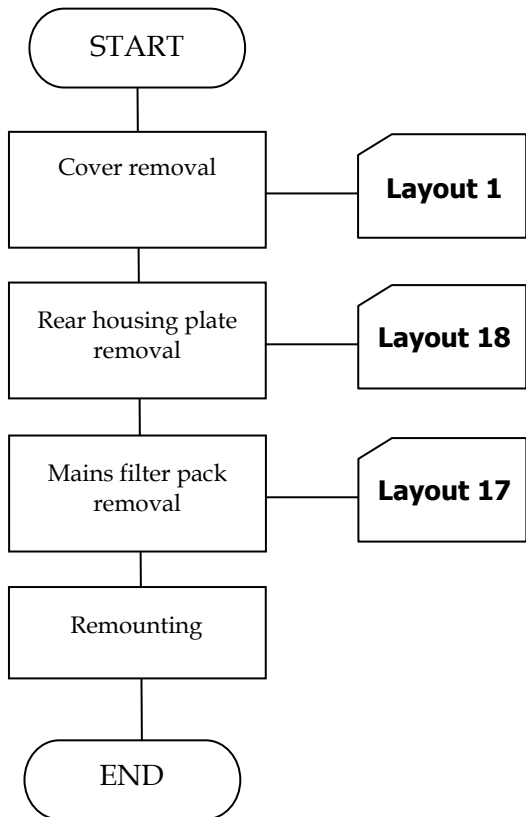 START
Cover removal
Layout 1
Rear housing plate
removal
Layout 18
Mains filter pack
removal
Layout 17
Remounting
END